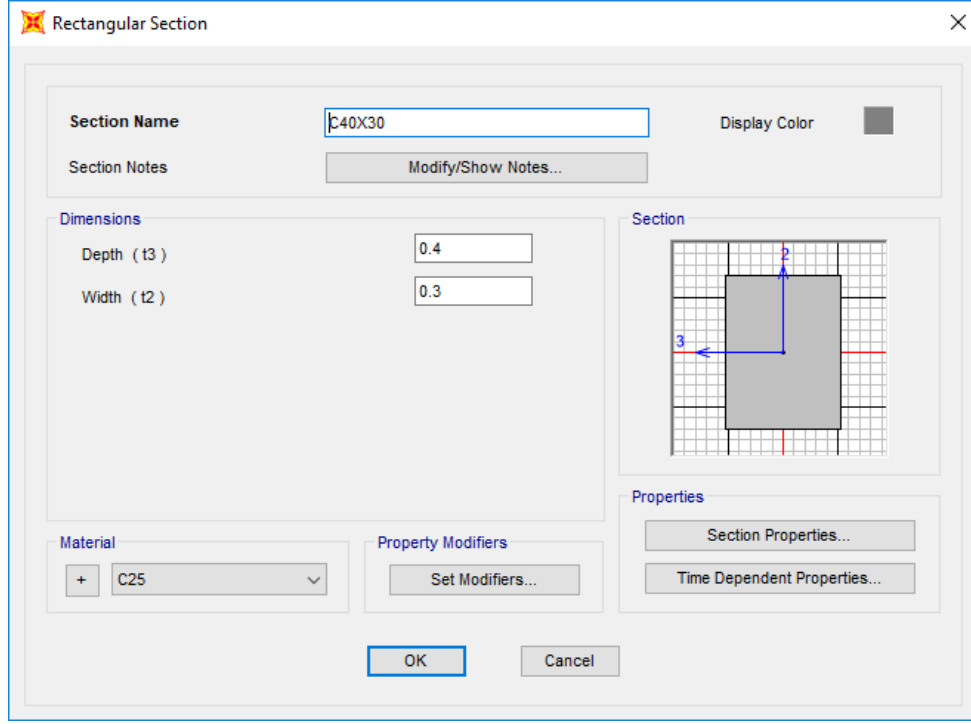 Rectangular Section
Section Name C40X30 Display Color
Section Notes Modify/Show Notes...
Dimensions
Depth ( t3 ) 0.4
Width ( t2 ) 0.3
Section
2
3
Properties
Section Properties...
Time Dependent Properties...
Material
+ C25
Property Modifiers
Set Modifiers...
OK Cancel